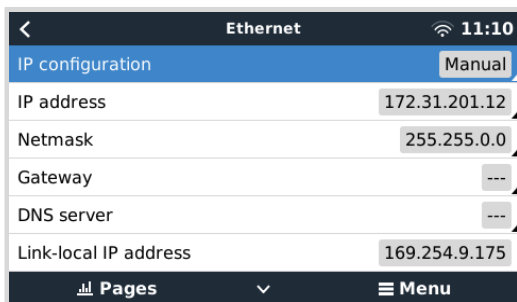 Ethernet 11:10
IP configuration Manual
IP address 172.31.201.12
Netmask 255.255.0.0
Gateway ---
DNS server ---
Link-local IP address 169.254.9.175
Pages Menu